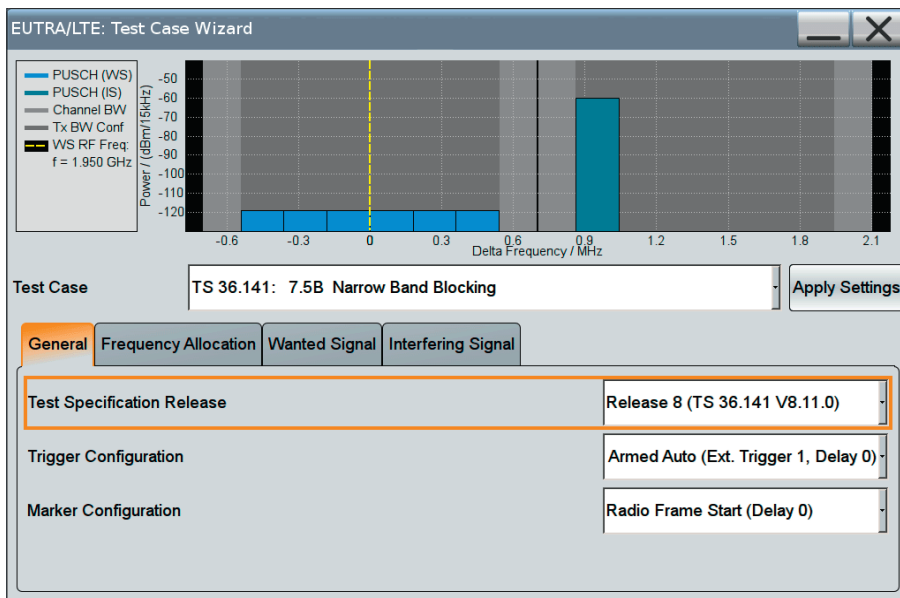 EUTRA/LTE: Test Case Wizard
PUSCH (WS)
PUSCH (IS)
Channel BW
Tx BW Conf
WS RF Freq:
f = 1.950 GHz
Power / (dBm/15kHz)
-50
-60
-70
-80
-90
-100
-110
-120
-0.6 -0.3 0 0.3 0.6 0.9 1.2 1.5 1.8 2.1
Delta Frequency / MHz
Test Case TS 36.141: 7.5B Narrow Band Blocking Apply Settings
General Frequency Allocation Wanted Signal Interfering Signal
Test Specification Release Release 8 (TS 36.141 V8.11.0)
Trigger Configuration Armed Auto (Ext. Trigger 1, Delay 0)
Marker Configuration Radio Frame Start (Delay 0)